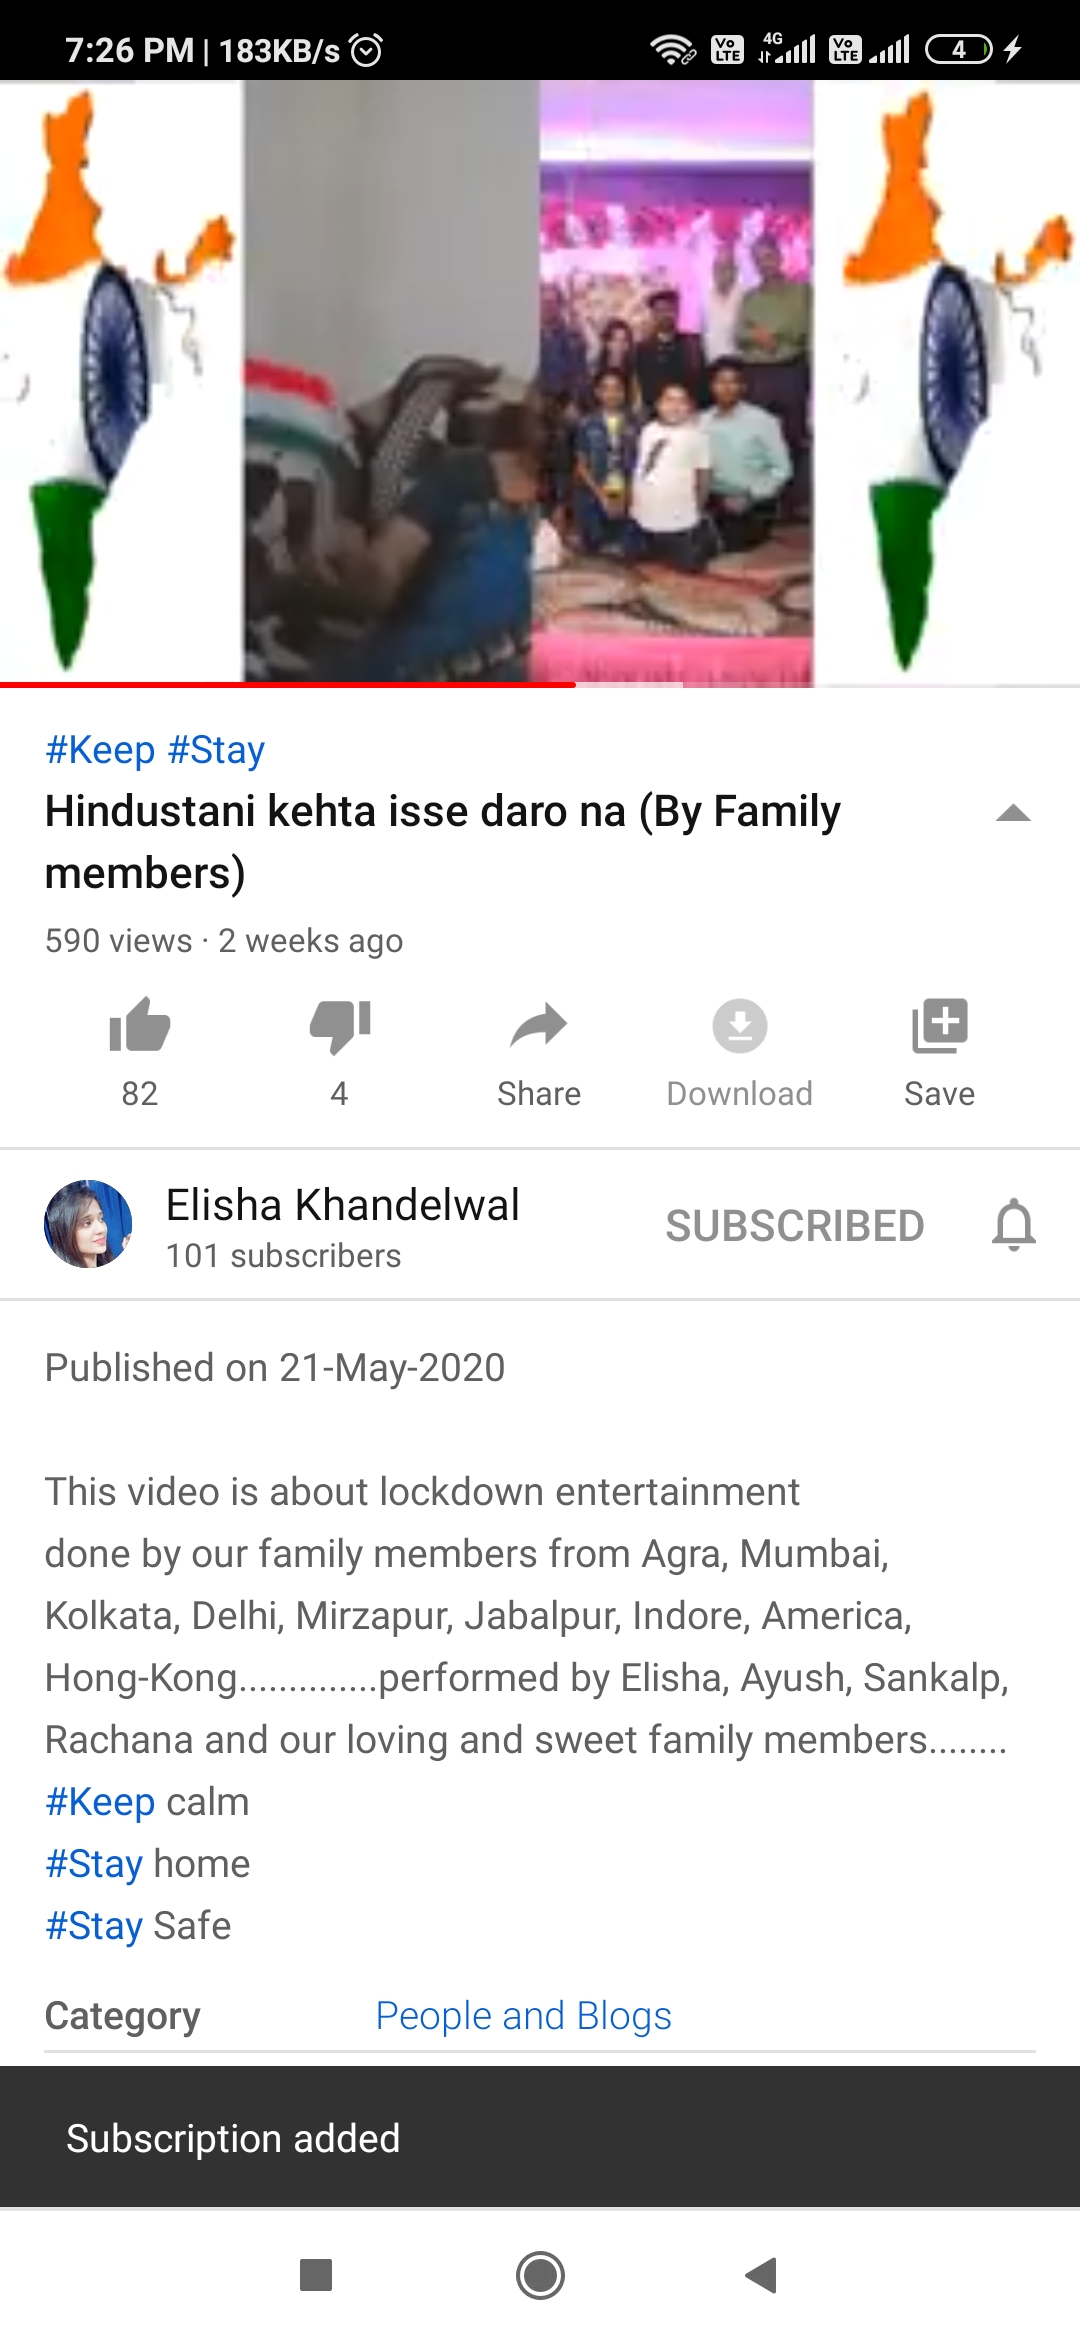 7:26 PM | 183KB/s Vo LTE 4G Vo LTE 4
#Keep #Stay
Hindustani kehta isse daro na (By Family
members)
590 views · 2 weeks ago
82 4 Share Download Save
Elisha Khandelwal
101 subscribers
SUBSCRIBED
Published on 21-May-2020
This video is about lockdown entertainment
done by our family members from Agra, Mumbai,
Kolkata, Delhi, Mirzapur, Jabalpur, Indore, America,
Hong-Kong..............performed by Elisha, Ayush, Sankalp,
Rachana and our loving and sweet family members........
#Keep calm
#Stay home
#Stay Safe
Category People and Blogs
Subscription added